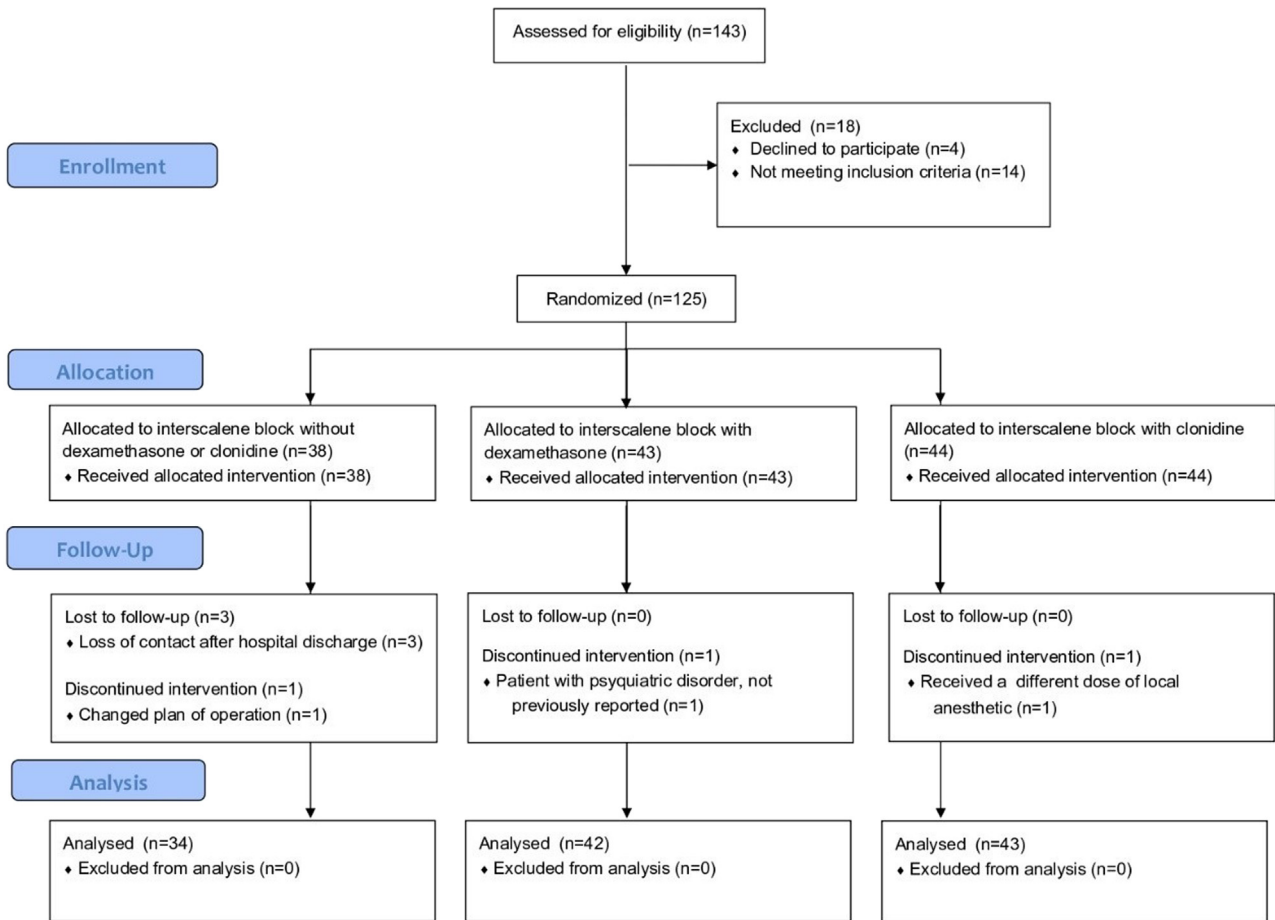 Assessed for eligibility (n=143)
Enrollment
Excluded (n=18)
♦ Declined to participate (n=4)
♦ Not meeting inclusion criteria (n=14)
Randomized (n=125)
Allocation
Allocated to interscalene block without
dexamethasone or clonidine (n=38)
♦ Received allocated intervention (n=38)
Allocated to interscalene block with
dexamethasone (n=43)
♦ Received allocated intervention (n=43)
Allocated to interscalene block with clonidine
(n=44)
♦ Received allocated intervention (n=44)
Follow-Up
Lost to follow-up (n=3)
♦ Loss of contact after hospital discharge (n=3)
Discontinued intervention (n=1)
♦ Changed plan of operation (n=1)
Lost to follow-up (n=0)
Discontinued intervention (n=1)
♦ Patient with psyquiatric disorder, not
previously reported (n=1)
Lost to follow-up (n=0)
Discontinued intervention (n=1)
♦ Received a different dose of local
anesthetic (n=1)
Analysis
Analysed (n=34)
♦ Excluded from analysis (n=0)
Analysed (n=42)
♦ Excluded from analysis (n=0)
Analysed (n=43)
♦ Excluded from analysis (n=0)